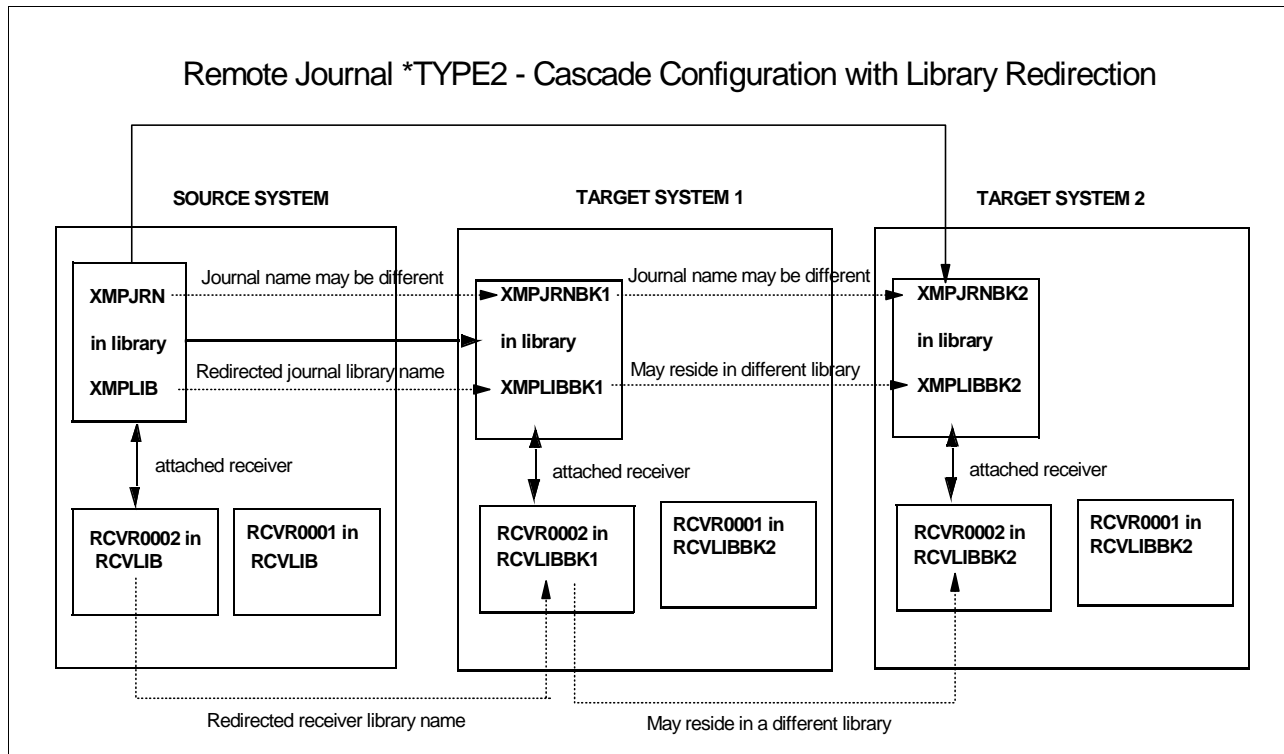 Remote Journal *TYPE2 - Cascade Configuration with Library Redirection
SOURCE SYSTEM
TARGET SYSTEM 1
TARGET SYSTEM 2
XMPJRN
in library
XMPLIB
Journal name may be different
Redirected journal library name
XMPJRNBK1
in library
XMPLIBBK1
Journal name may be different
May reside in different library
XMPJRNBK2
in library
XMPLIBBK2
attached receiver
attached receiver
attached receiver
RCVR0002 in
RCVLIB
RCVR0001 in
RCVLIB
RCVR0002 in
RCVLIBBK1
RCVR0001 in
RCVLIBBK2
RCVR0002 in
RCVLIBBK2
RCVR0001 in
RCVLIBBK2
Redirected receiver library name
May reside in a different library